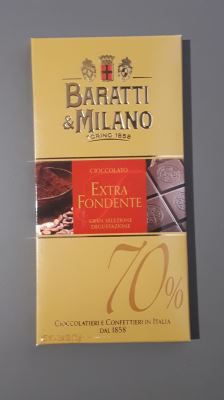 BARATTI
& MILANO
TORINO 1858
CIOCCOLATO
EXTRA
FONDENTE
GRAN SELEZIONE
DEGUSTAZIONE
70%
CIOCCOLATIERI E CONFETTIERI IN ITALIA
DAL 1858